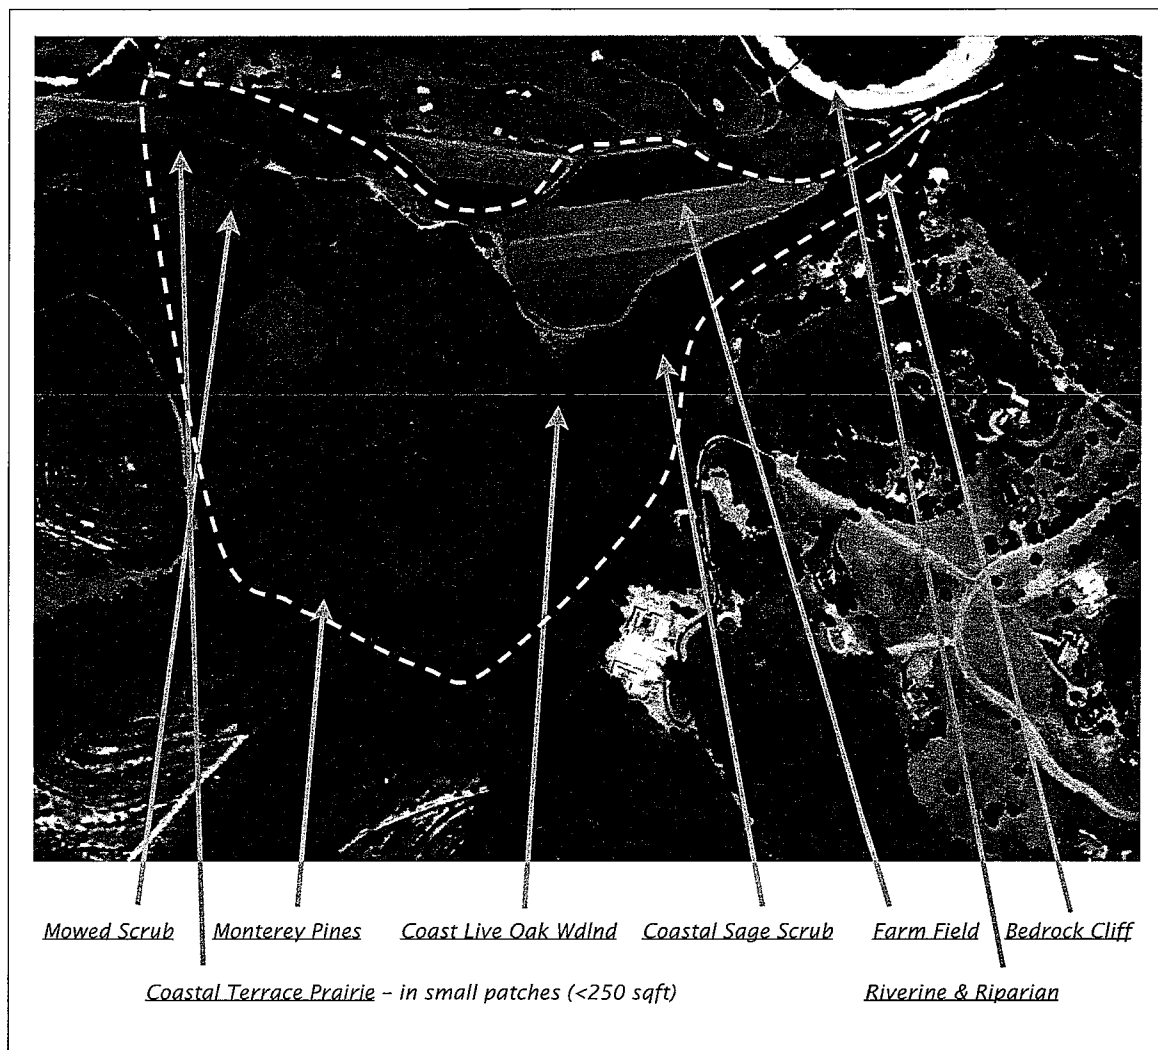 Mowed Scrub Monterey Pines Coast Live Oak Wdlnd Coastal Sage Scrub Farm Field Bedrock Cliff
Coastal Terrace Prairie – in small patches (<250 sqft) Riverine & Riparian